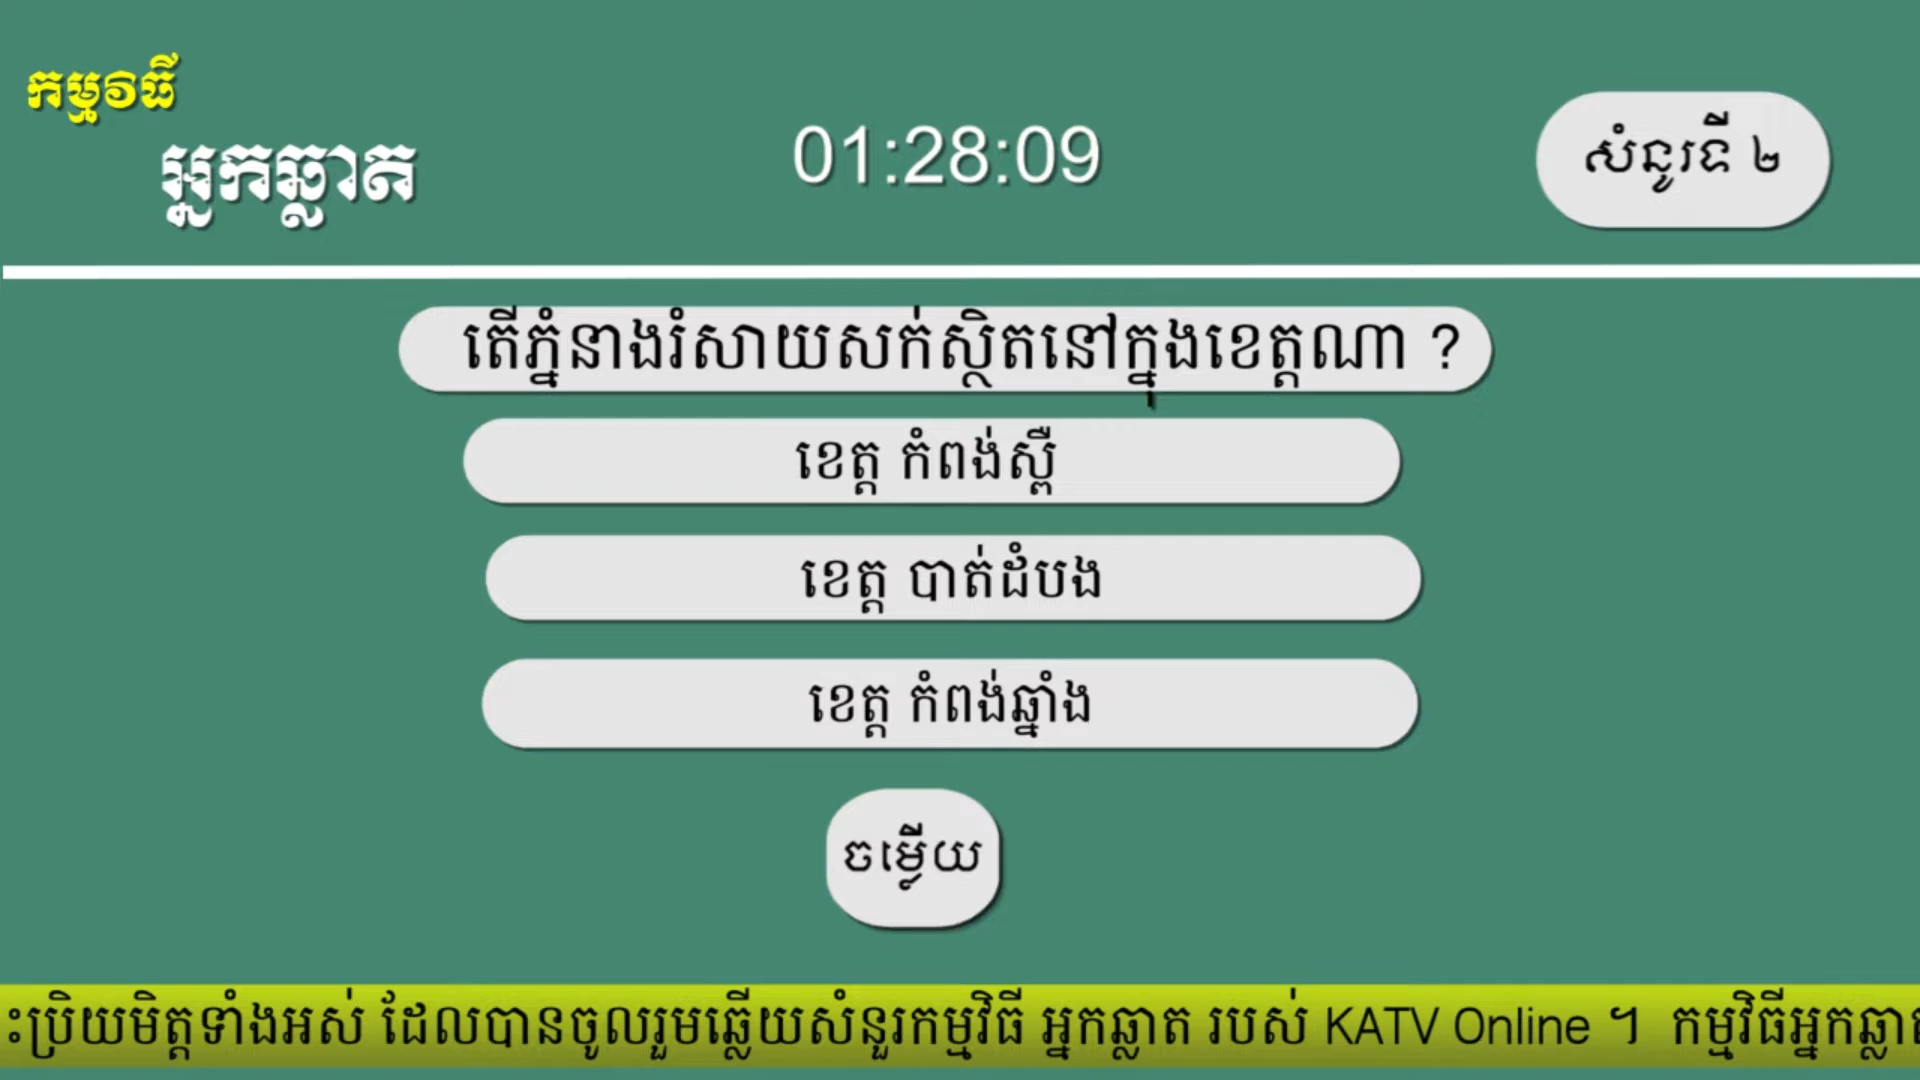 កម្មវិធី
អ្នកឆ្លាត
01:28:09
សំនូរទី ២
តើភ្នំនាងរំសាយសក់ស្ថិតនៅក្នុងខេត្តណា ?
ខេត្ត កំពង់ស្ពឺ
ខេត្ត បាត់ដំបង
ខេត្ត កំពង់ឆ្នាំង
ចម្លើយ
ះប្រិយមិត្តទាំងអស់ ដែលបានចូលរួមឆ្លើយសំនួរកម្មវិធី អ្នកឆ្លាត របស់ KATV Online ។ កម្មវិធីអ្នកឆ្លាត